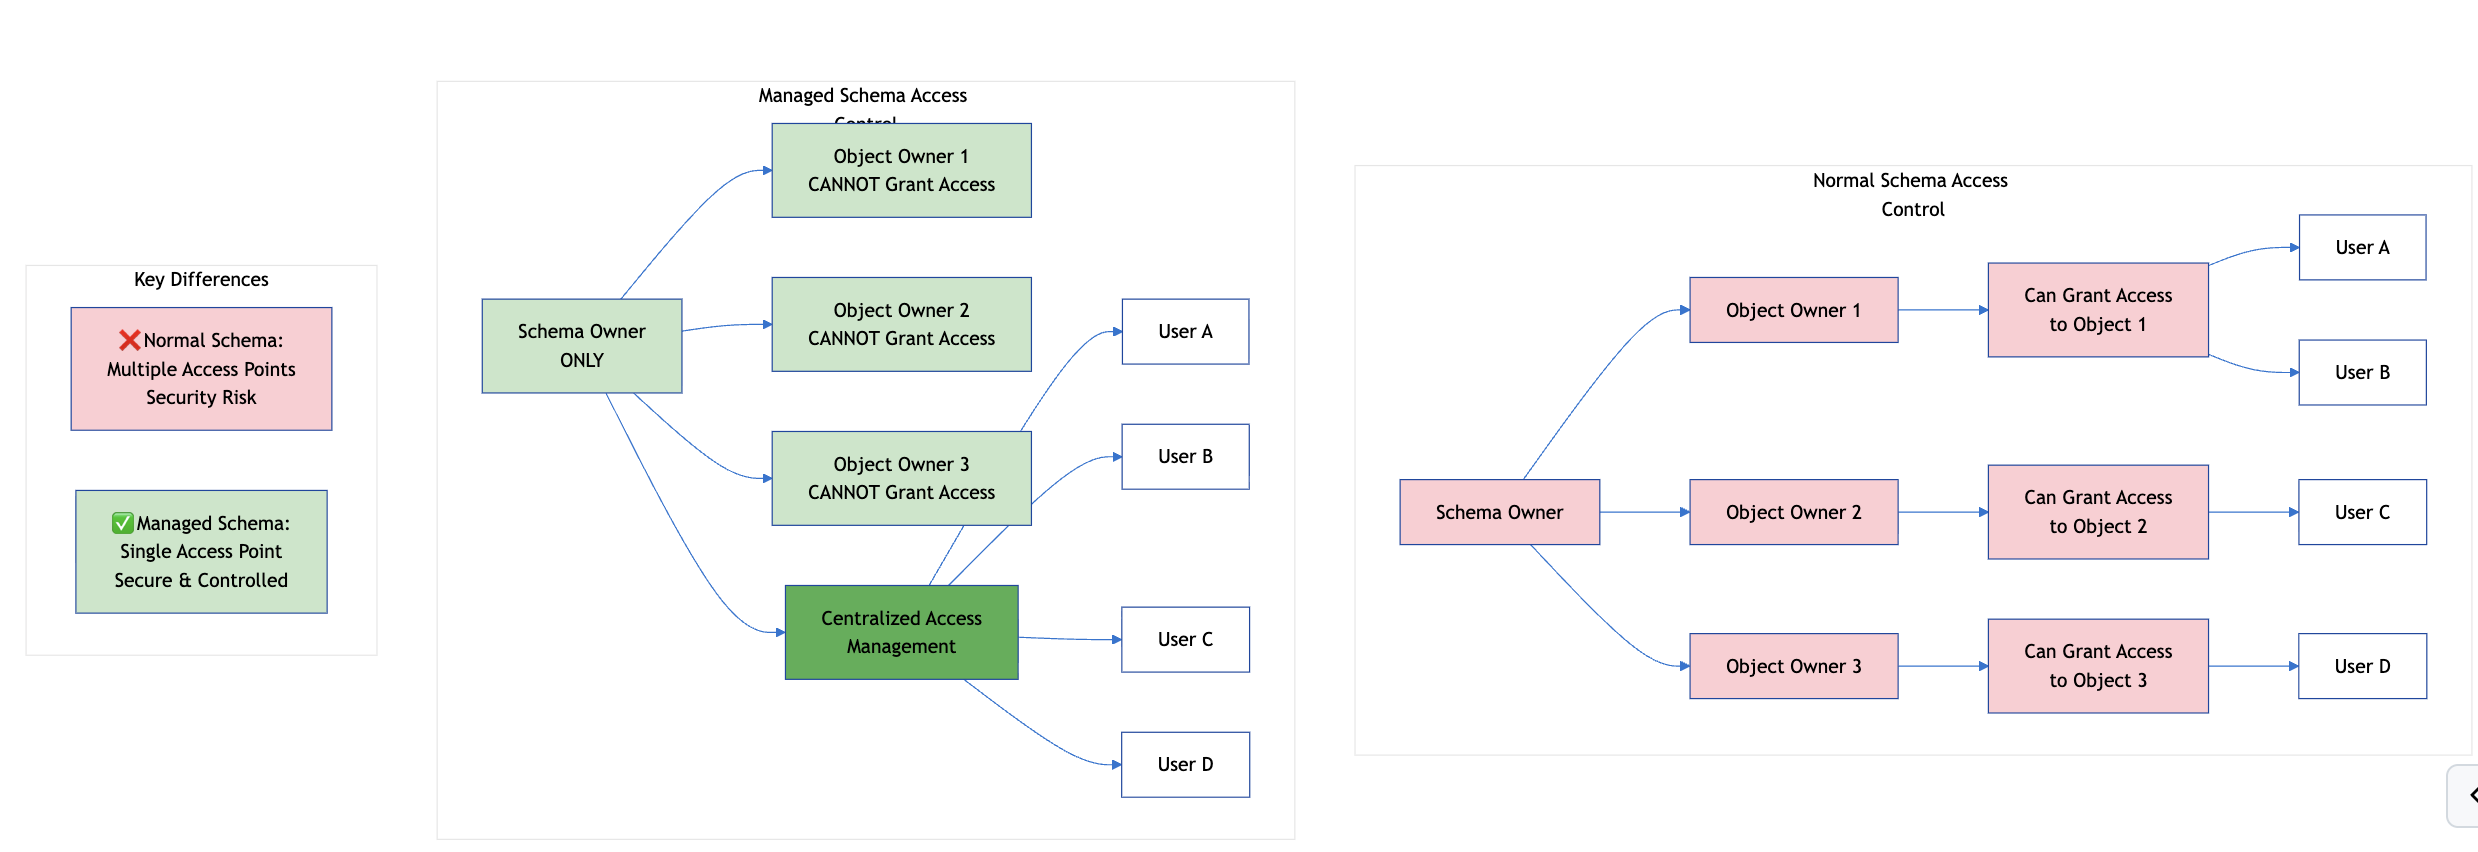 Key Differences
❌Normal Schema:
Multiple Access Points
Security Risk
✅Managed Schema:
Single Access Point
Secure & Controlled
Managed Schema Access
Control
Object Owner 1
CANNOT Grant Access
Object Owner 2
CANNOT Grant Access
Schema Owner
ONLY
Object Owner 3
CANNOT Grant Access
Centralized Access
Management
User A
User B
User C
User D
Normal Schema Access
Control
Schema Owner
Object Owner 1
Object Owner 2
Object Owner 3
Can Grant Access
to Object 1
Can Grant Access
to Object 2
Can Grant Access
to Object 3
User A
User B
User C
User D